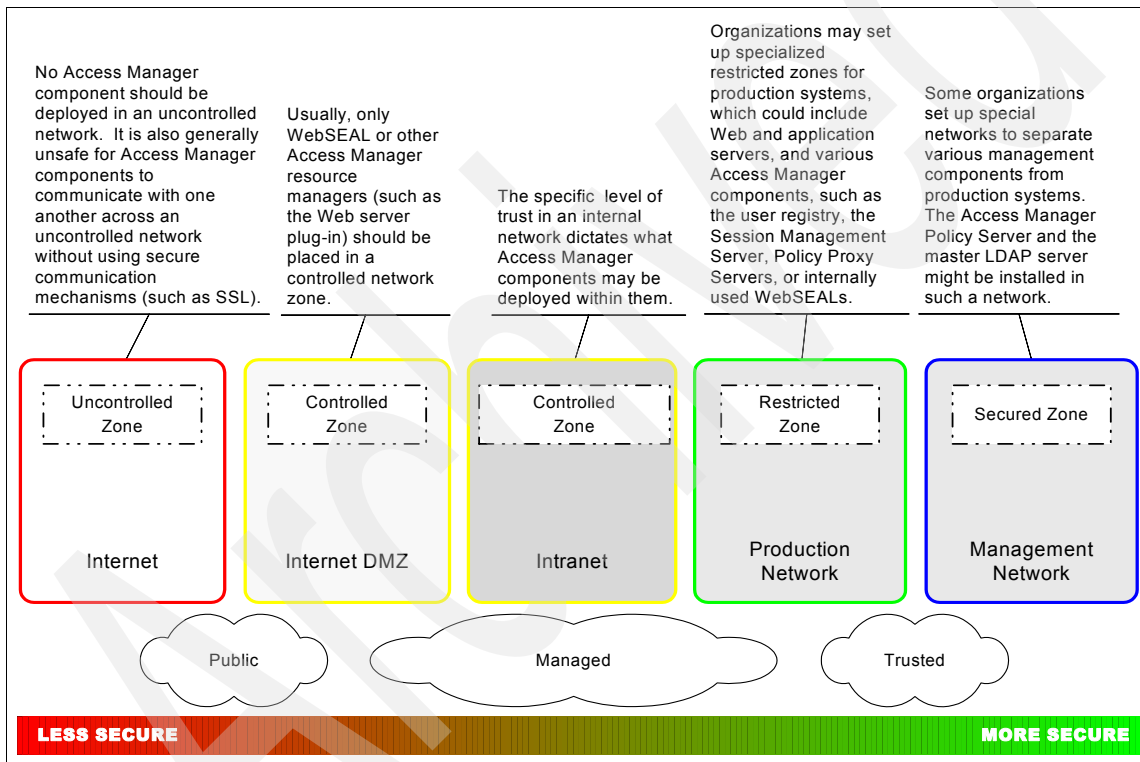 No Access Manager
component should be
deployed in an uncontrolled
network.  It is also generally
unsafe for Access Manager
components to
communicate with one
another across an
uncontrolled network
without using secure
communication
mechanisms (such as SSL).
Usually, only
WebSEAL or other
Access Manager
resource
managers (such as
the Web server
plug-in) should be
placed in a
controlled network
zone.
The specific level of
trust in an internal
network dictates what
Access Manager
components may be
deployed within them.
Organizations may set
up specialized
restricted zones for
production systems,
which could include
Web and application
servers, and various
Access Manager
components, such as
the user registry, the
Session Management
Server, Policy Proxy
Servers, or internally
used WebSEALs.
Some organizations
set up special
networks to separate
various management
components from
production systems.
The Access Manager
Policy Server and the
master LDAP server
might be installed in
such a network.
Uncontrolled
Zone
Controlled
Zone
Controlled
Zone
Restricted
Zone
Secured Zone
Internet
Internet DMZ
Intranet
Production
Network
Management
Network
Public
Managed
Trusted
LESS SECURE
MORE SECURE
Archived